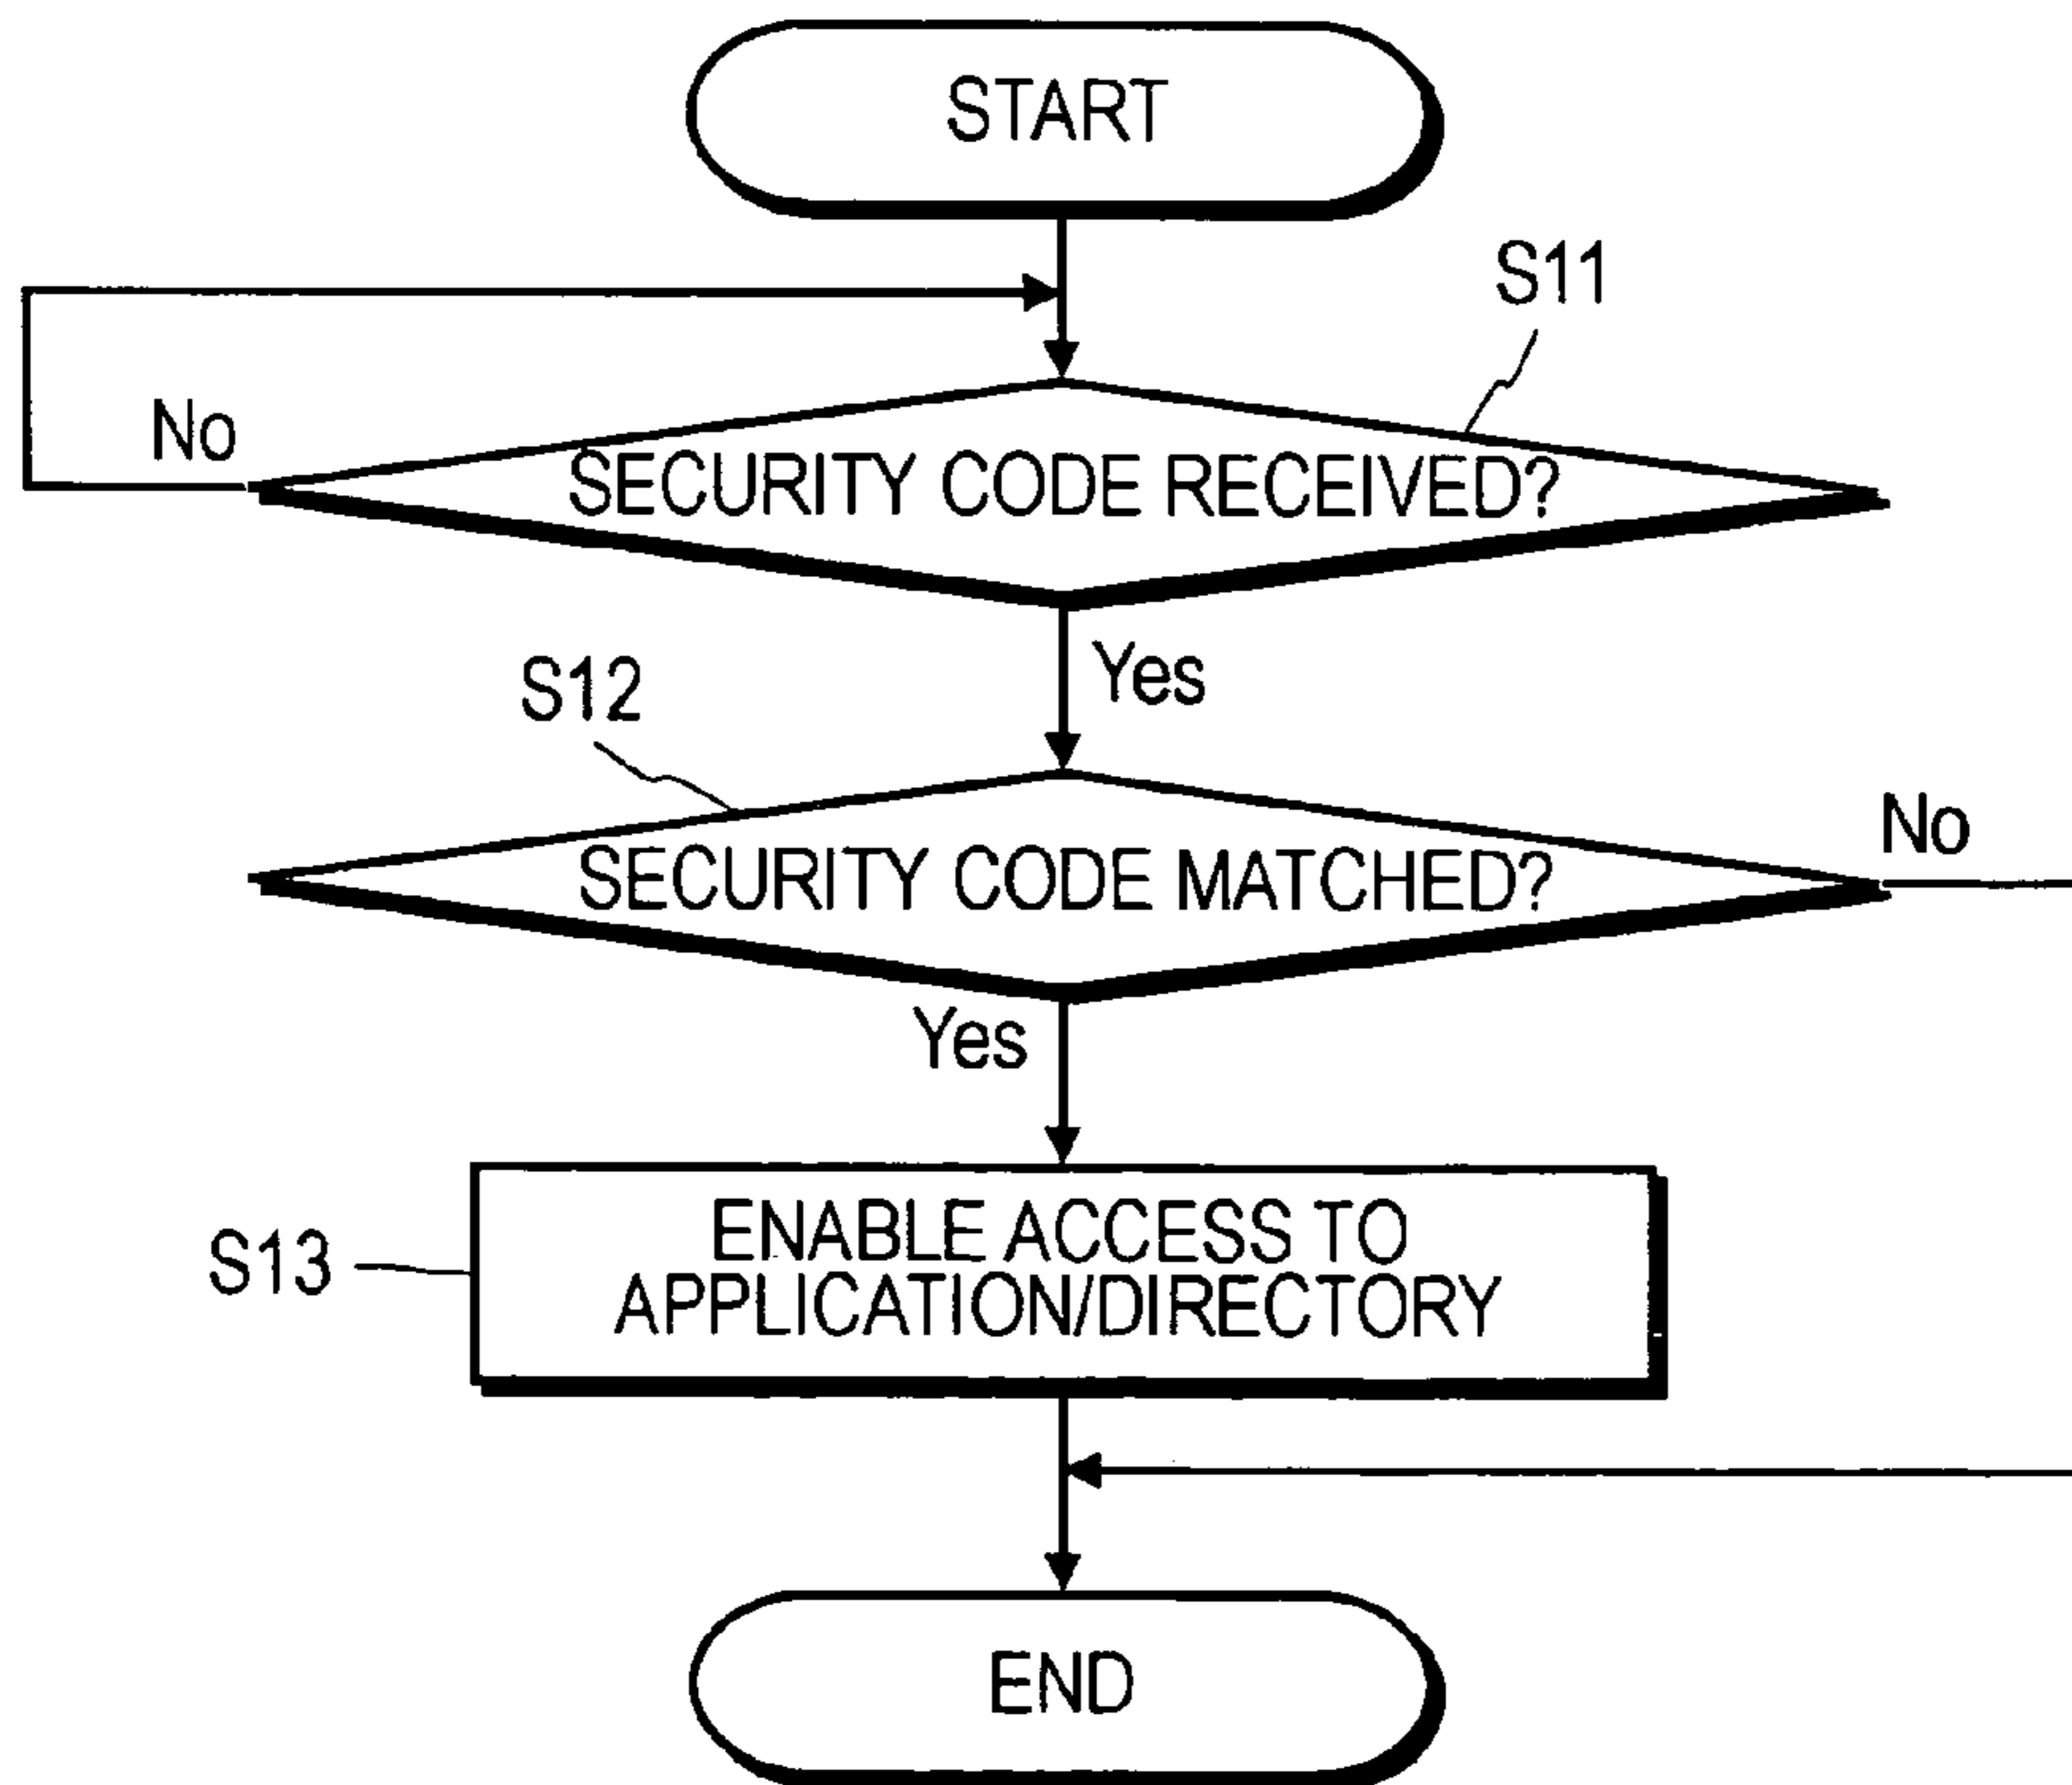 START
S11
No
SECURITY CODE RECEIVED?
Yes
S12
No
SECURITY CODE MATCHED?
Yes
S13
ENABLE ACCESS TO
APPLICATION/DIRECTORY
END